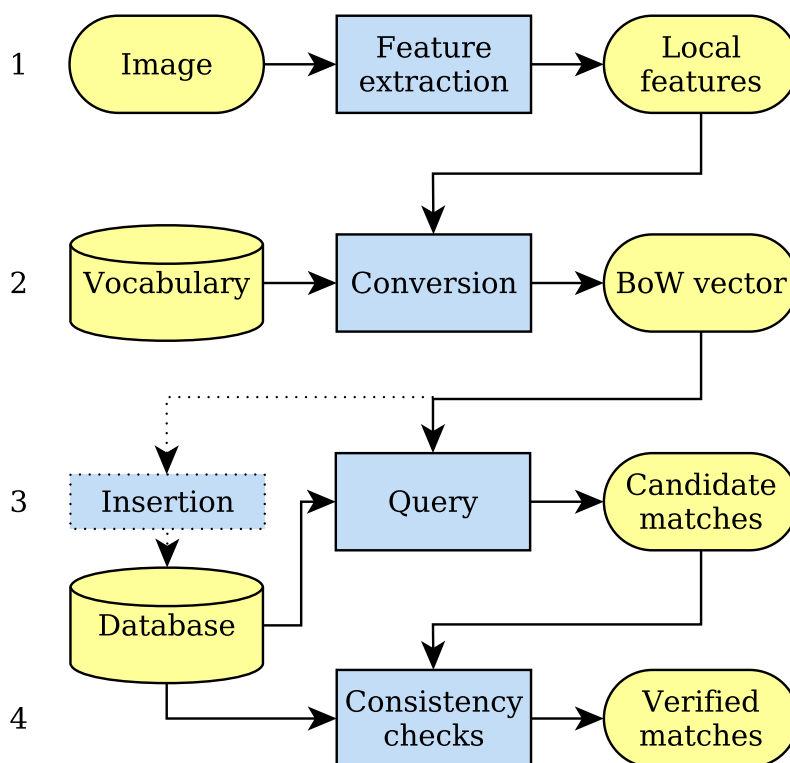 1
Image
Feature
extraction
Local
features
2
Vocabulary
Conversion
BoW vector
3
Insertion
Query
Candidate
matches
Database
4
Consistency
checks
Verified
matches